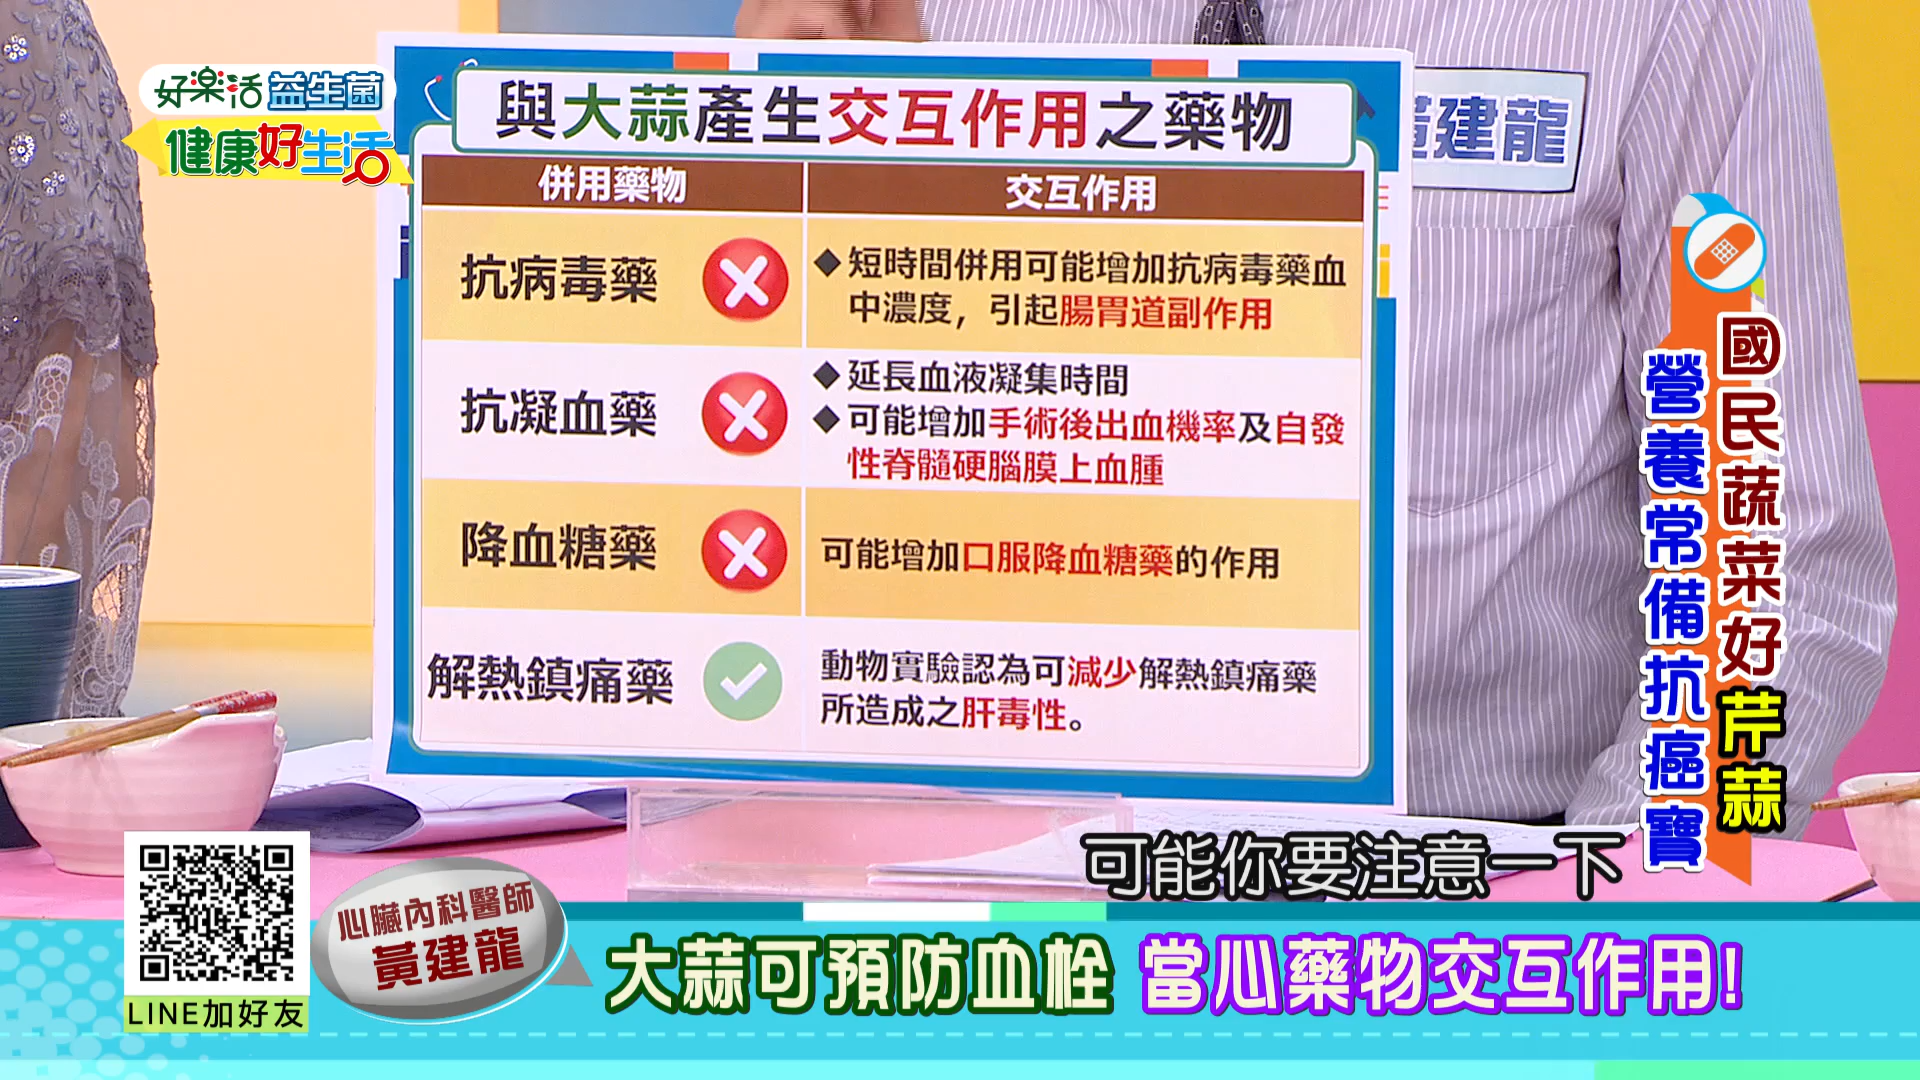 好樂活益生菌
健康好生活
與大蒜產生交互作用之藥物
併用藥物
交互作用
抗病毒藥
◆短時間併用可能增加抗病毒藥血
中濃度，引起腸胃道副作用
抗凝血藥
◆延長血液凝集時間
◆可能增加手術後出血機率及自發
性脊髓硬腦膜上血腫
降血糖藥
可能增加口服降血糖藥的作用
解熱鎮痛藥
動物實驗認為可減少解熱鎮痛藥
所造成之肝毒性。
建龍
國民蔬菜好芹蒜
營養常備抗癌寶
可能你要注意一下
心臟內科醫師
黃建龍
大蒜可預防血栓 當心藥物交互作用!
LINE加好友